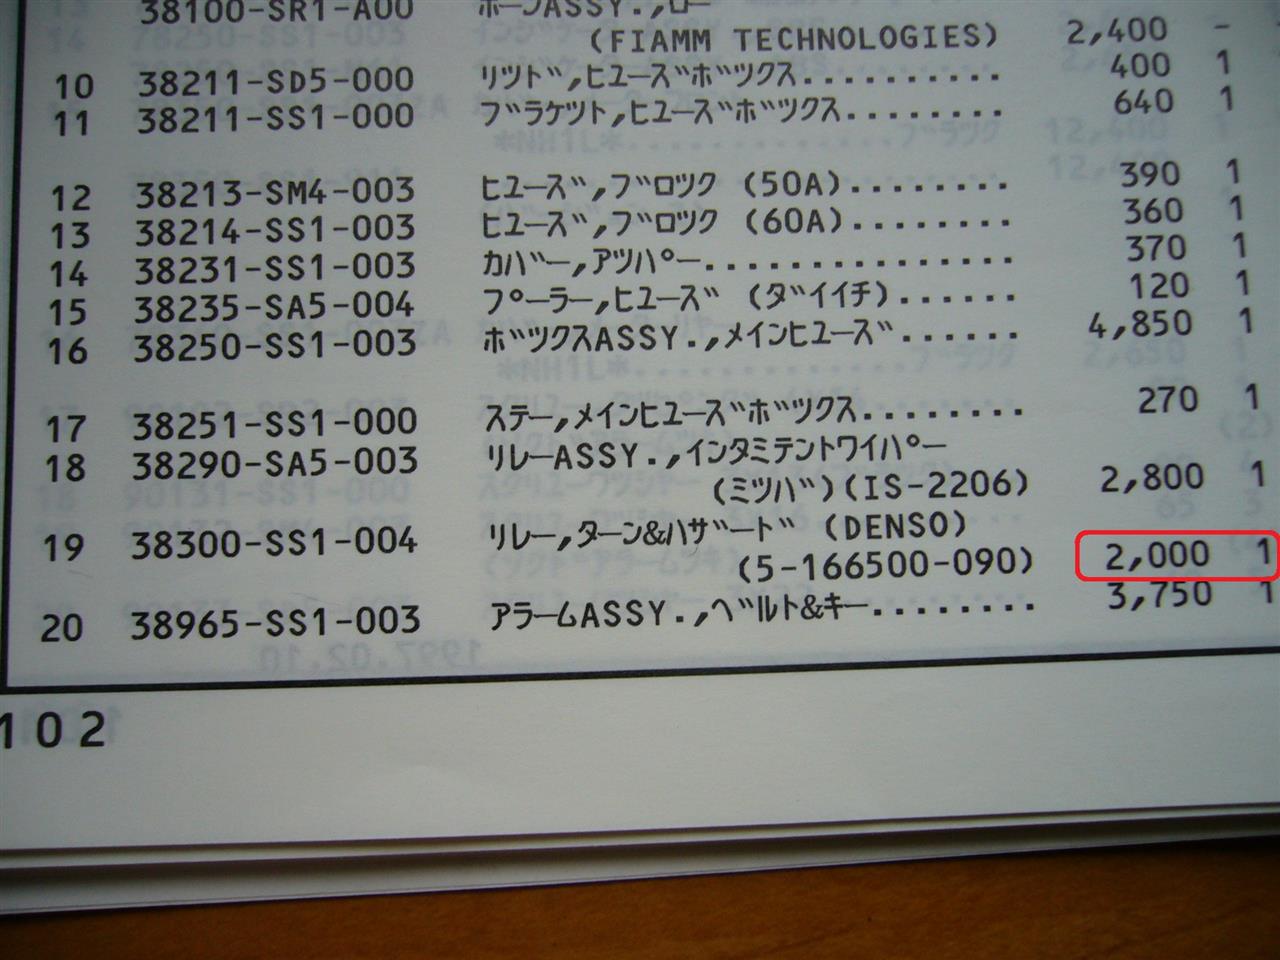 38100-SR1-A00 ホーンASSY.,ロー
(FIAMM TECHNOLOGIES) 2,400 -
10 38211-SD5-000 リツド,ヒユーズボツクス........... 400 1
11 38211-SS1-000 ブラケツト,ヒユーズボツクス........ 640 1
12 38213-SM4-003 ヒユーズ,ブロツク (50A)......... 390 1
13 38214-SS1-003 ヒユーズ,ブロツク (60A)......... 360 1
14 38231-SS1-003 カバー,アツパー................ 370 1
15 38235-SA5-004 プーラー,ヒユーズ (ダイイチ)...... 120 1
16 38250-SS1-003 ボツクスASSY.,メインヒユーズ...... 4,850 1
17 38251-SS1-000 ステー,メインヒユーズボツクス........ 270 1
18 38290-SA5-003 リレーASSY.,インタミテントワイパー
(ミツバ)(IS-2206) 2,800 1
19 38300-SS1-004 リレー,ターン&ハザード (DENSO)
(5-166500-090) 2,000 1
20 38965-SS1-003 アラームASSY.,ベルト&キー........ 3,750 1
102